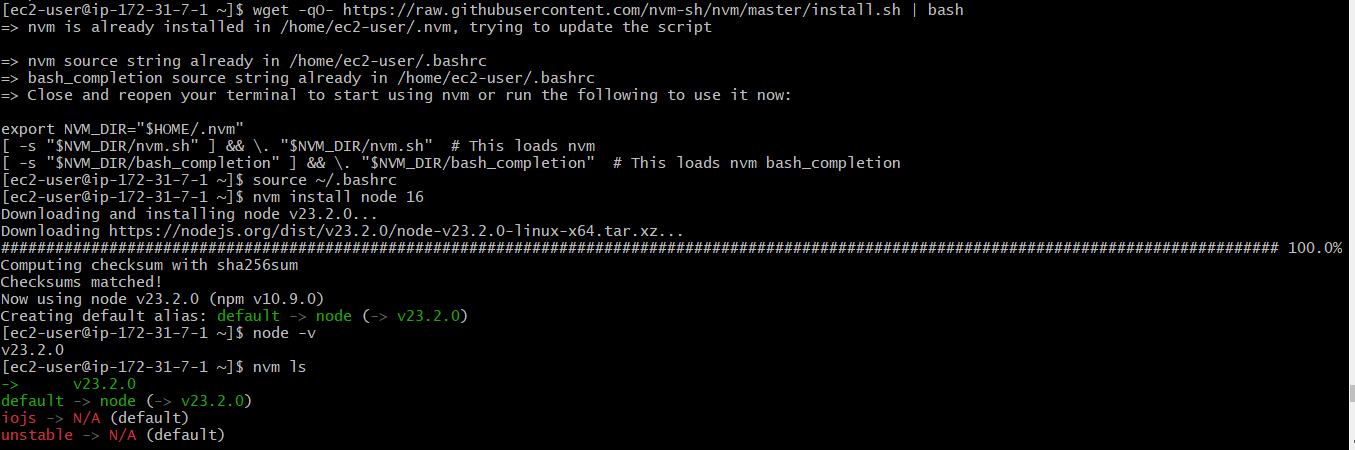 [ec2-user@ip-172-31-7-1 ~]$ wget -qO- https://raw.githubusercontent.com/nvm-sh/nvm/master/install.sh | bash
=> nvm is already installed in /home/ec2-user/.nvm, trying to update the script
=> nvm source string already in /home/ec2-user/.bashrc
=> bash_completion source string already in /home/ec2-user/.bashrc
=> Close and reopen your terminal to start using nvm or run the following to use it now:
export NVM_DIR="$HOME/.nvm"
[ -s "$NVM_DIR/nvm.sh" ] && \. "$NVM_DIR/nvm.sh"  # This loads nvm
[ -s "$NVM_DIR/bash_completion" ] && \. "$NVM_DIR/bash_completion"  # This loads nvm bash_completion
[ec2-user@ip-172-31-7-1 ~]$ source ~/.bashrc
[ec2-user@ip-172-31-7-1 ~]$ nvm install node 16
Downloading and installing node v23.2.0...
Downloading https://nodejs.org/dist/v23.2.0/node-v23.2.0-linux-x64.tar.xz...
############################################################################################################################################## 100.0%
Computing checksum with sha256sum
Checksums matched!
Now using node v23.2.0 (npm v10.9.0)
Creating default alias: default -> node (-> v23.2.0)
[ec2-user@ip-172-31-7-1 ~]$ node -v
v23.2.0
[ec2-user@ip-172-31-7-1 ~]$ nvm ls
->      v23.2.0
default -> node (-> v23.2.0)
iojs -> N/A (default)
unstable -> N/A (default)